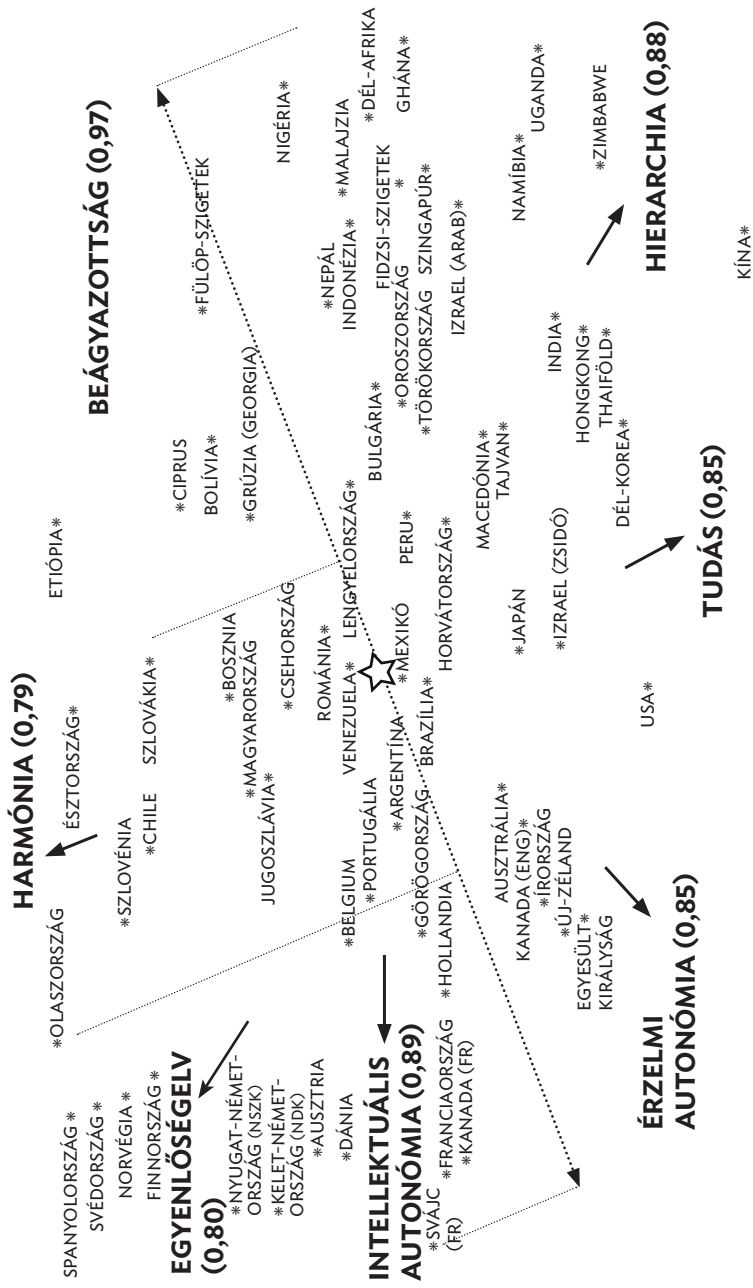 SPANYOLORSZÁG *
SVÉDORSZÁG *
NORVÉGIA *
FINNORSZÁG *
EGYENLŐSÉGELV
(0,80)
*NYUGAT-NÉMET-
ORSZÁG (NSZK)
*KELET-NÉMET-
ORSZÁG (NDK)
*AUSZTRIA
*DÁNIA
INTELLEKTUÁLIS
AUTONÓMIA (0,89)
*SVÁJC
(FR)
*FRANCIAORSZÁG
*KANADA (FR)
*OLASZORSZÁG
HARMÓNIA (0,79)
ÉSZTORSZÁG*
*SZLOVÉNIA
*CHILE
SZLOVÁKIA*
*BOSZNIA
*MAGYARORSZÁG
JUGOSZLÁVIA*
*CSEHORSZÁG
ROMÁNIA*
VENEZUELA*
LENGYELORSZÁG*
*BELGIUM
*PORTUGÁLIA
*ARGENTÍNA
*MEXIKÓ
BRAZÍLIA*
*GÖRÖGORSZÁG
*HOLLANDIA
HORVÁTORSZÁG*
PERU*
ETIÓPIA*
*CIPRUS
BOLÍVIA*
*GRÚZIA (GEORGIA)
BEÁGYAZOTTSÁG (0,97)
*FÜLÖP-SZIGETEK
NIGÉRIA*
*MALAJZIA
*DÉL-AFRIKA
GHÁNA*
*NEPÁL
INDONÉZIA*
FIDZSI-SZIGETEK
*
BULGÁRIA*
*OROSZORSZÁG
*TÖRÖKORSZÁG
SZINGAPÚR*
IZRAEL (ARAB)*
NAMÍBIA*
UGANDA*
*ZIMBABWE
HIERARCHIA (0,88)
KÍNA*
MACEDÓNIA*
TAJVAN*
INDIA*
HONGKONG*
THAIFÖLD*
DÉL-KOREA*
*JAPÁN
*IZRAEL (ZSIDÓ)
TUDÁS (0,85)
USA*
AUSZTRÁLIA*
KANADA (ENG)*
*ÍRORSZÁG
*ÚJ-ZÉLAND
EGYESÜLT*
KIRÁLYSÁG
ÉRZELMI
AUTONÓMIA (0,85)